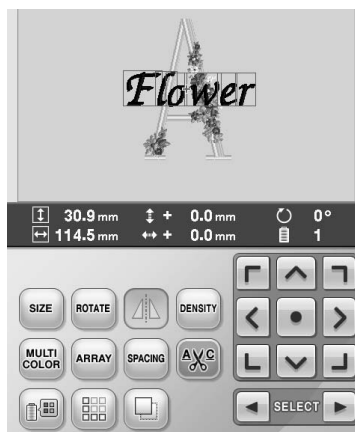 A
Flower
30.9 mm + 0.0 mm 0°
114.5 mm + 0.0 mm 1
SIZE ROTATE DENSITY
MULTI COLOR ARRAY SPACING A C
SELECT